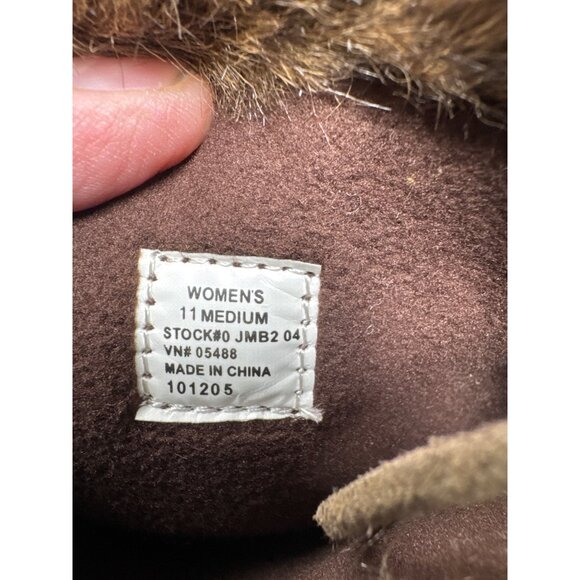 WOMEN'S
11 MEDIUM
STOCK#0 JMB2 04
VN# 05488
MADE IN CHINA
101205